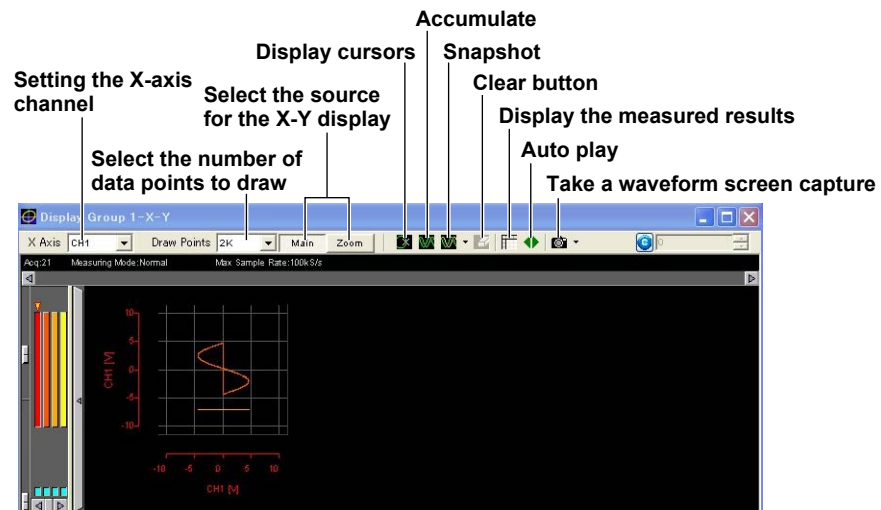 Accumulate
Display cursors
Snapshot
Setting the X-axis
channel
Select the source
for the X-Y display
Clear button
Display the measured results
Select the number of
data points to draw
Auto play
Take a waveform screen capture
Display Group 1-X-Y
X Axis CH1 Draw Points 2K Main Zoom 0
Acq:21 Measuring Mode:Normal Max Sample Rate:100kS/s
10
5
0
-5
-10
CH1 [V]
-10 -5 0 5 10
CH1 [V]